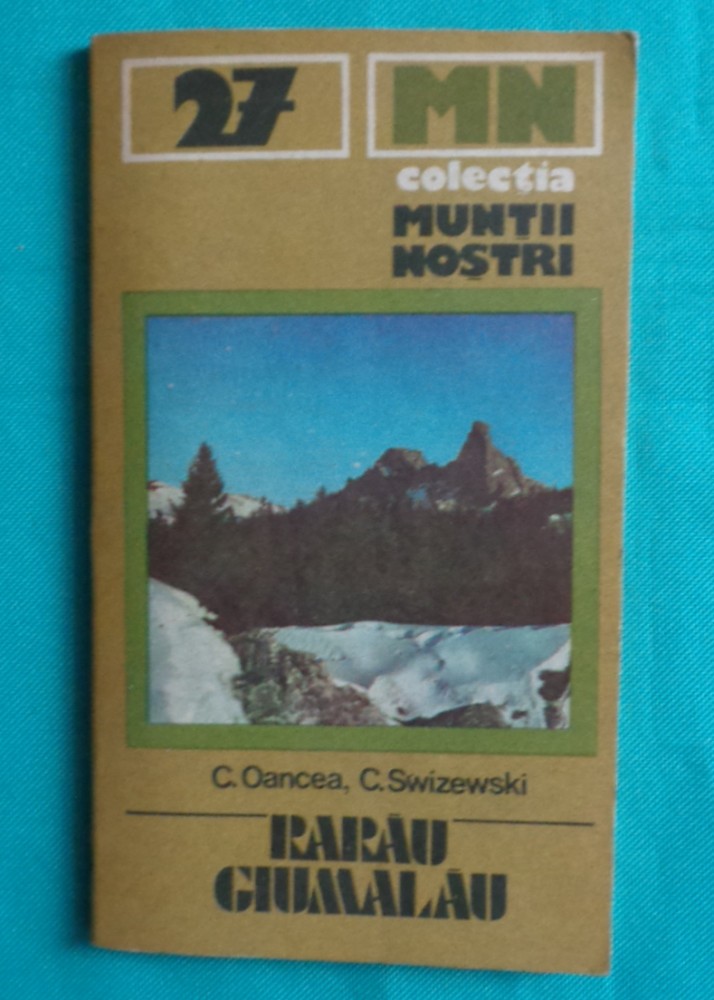 27 MN
colecția
MUNȚII
NOȘTRI
C. Oancea, C. Swizewski
RARĂU
GIUMALĂU